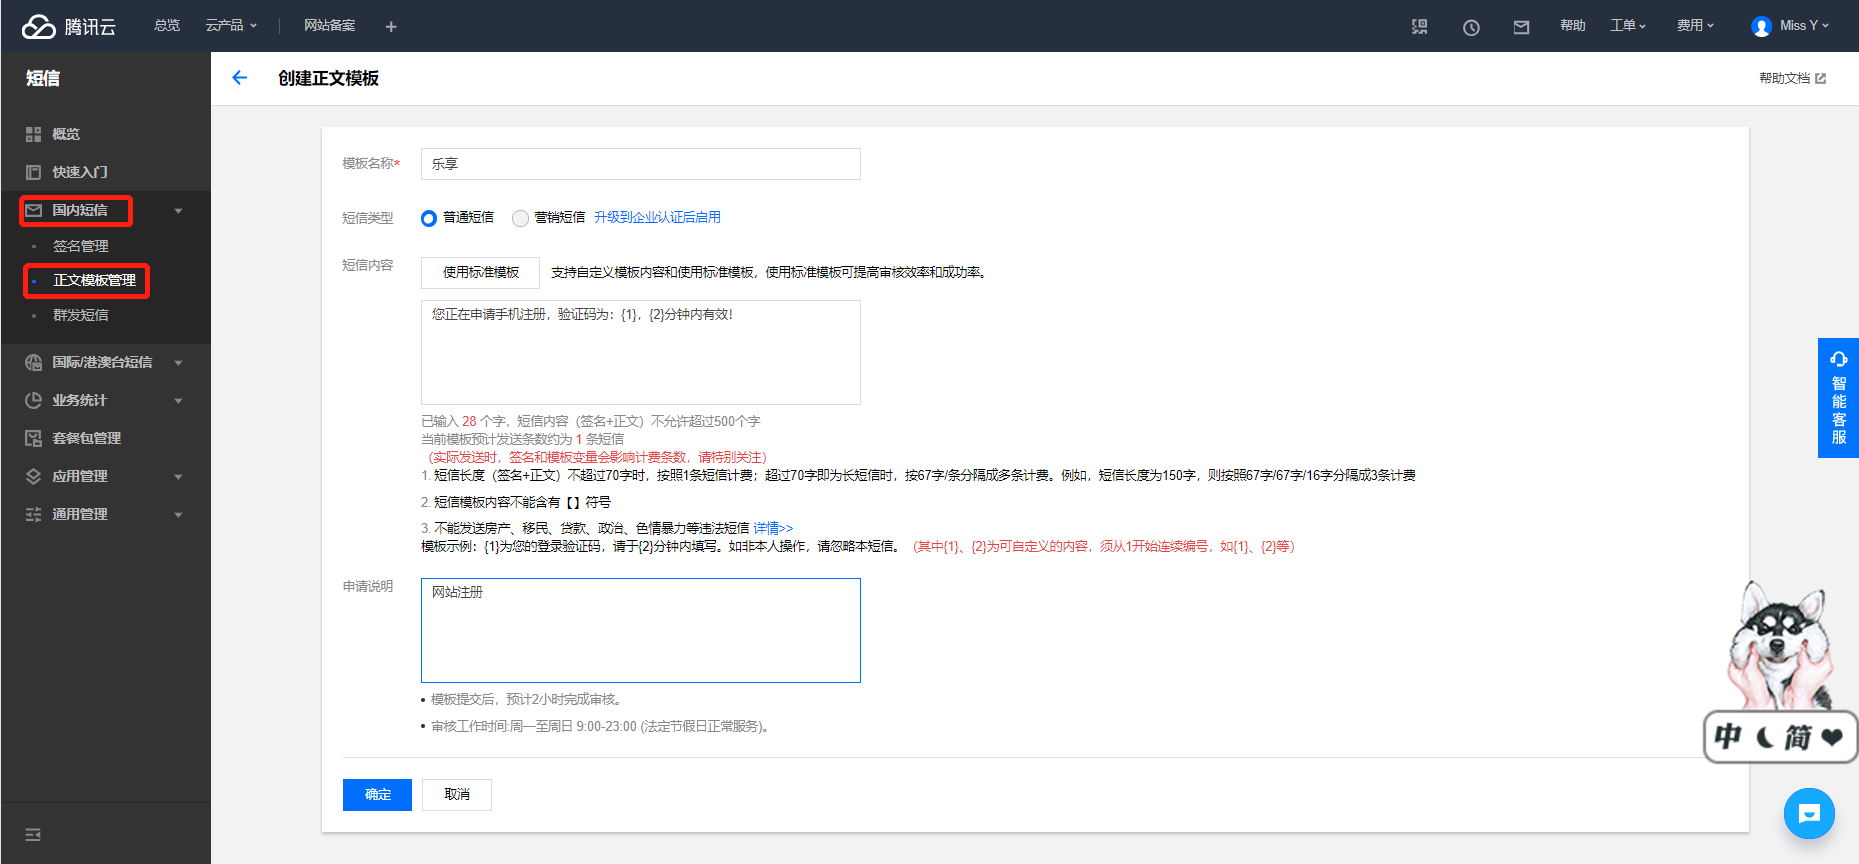 腾讯云
总览
云产品
网站备案
帮助
工单
费用
Miss Y
短信
概览
快速入门
国内短信
签名管理
正文模板管理
群发短信
国际/港澳台短信
业务统计
套餐包管理
应用管理
通用管理
创建正文模板
帮助文档
模板名称*
乐享
短信类型
普通短信
营销短信
升级到企业认证后启用
短信内容
使用标准模板
支持自定义模板内容和使用标准模板，使用标准模板可提高审核效率和成功率。
您正在申请手机注册，验证码为：{1}，{2}分钟内有效！
已输入 28 个字，短信内容（签名+正文）不允许超过500个字
当前模板预计发送条数约为 1 条短信
（实际发送时，签名和模板变量会影响计费条数，请特别关注）
1. 短信长度（签名+正文）不超过70字时，按照1条短信计费；超过70字即为长短信时，按67字/条分隔成多条计费。例如，短信长度为150字，则按照67字/67字/16字分隔成3条计费
2. 短信模板内容不能含有【】符号
3. 不能发送房产、移民、贷款、政治、色情暴力等违法短信 详情>>
模板示例：{1}为您的登录验证码，请于{2}分钟内填写。如非本人操作，请忽略本短信。（其中{1}、{2}为可自定义的内容，须从1开始连续编号，如{1}、{2}等）
申请说明
网站注册
• 模板提交后，预计2小时完成审核。
• 审核工作时间:周一至周日 9:00-23:00 (法定节假日正常服务)。
确定
取消
智能客服
中 简